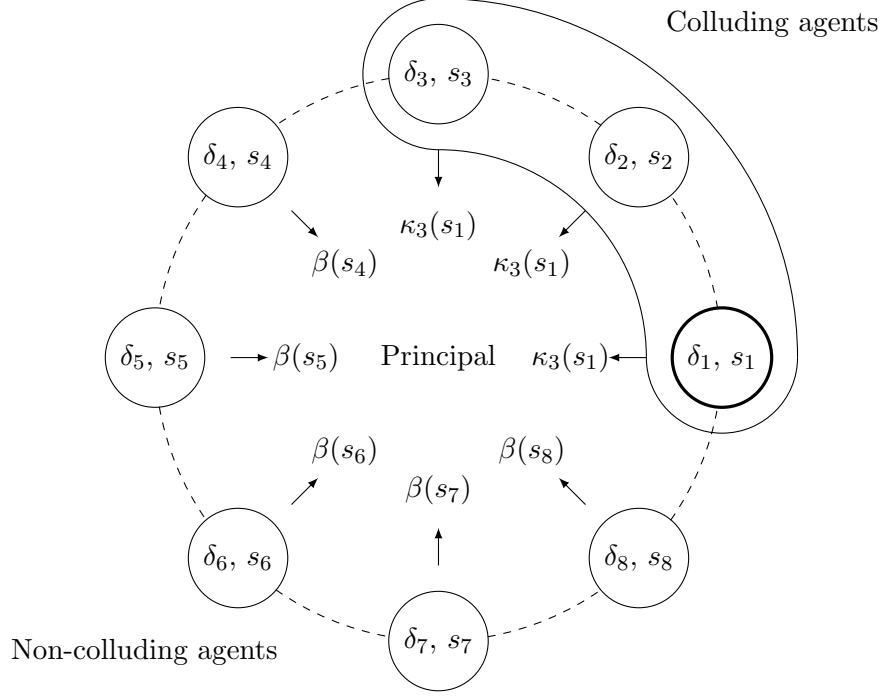 Colluding agents
δ₃, s₃
δ₄, s₄
δ₂, s₂
κ₃(s₁)
β(s₄)
κ₃(s₁)
δ₅, s₅
β(s₅)
Principal
κ₃(s₁)
δ₁, s₁
β(s₆)
β(s₈)
β(s₇)
δ₆, s₆
δ₈, s₈
δ₇, s₇
Non-colluding agents